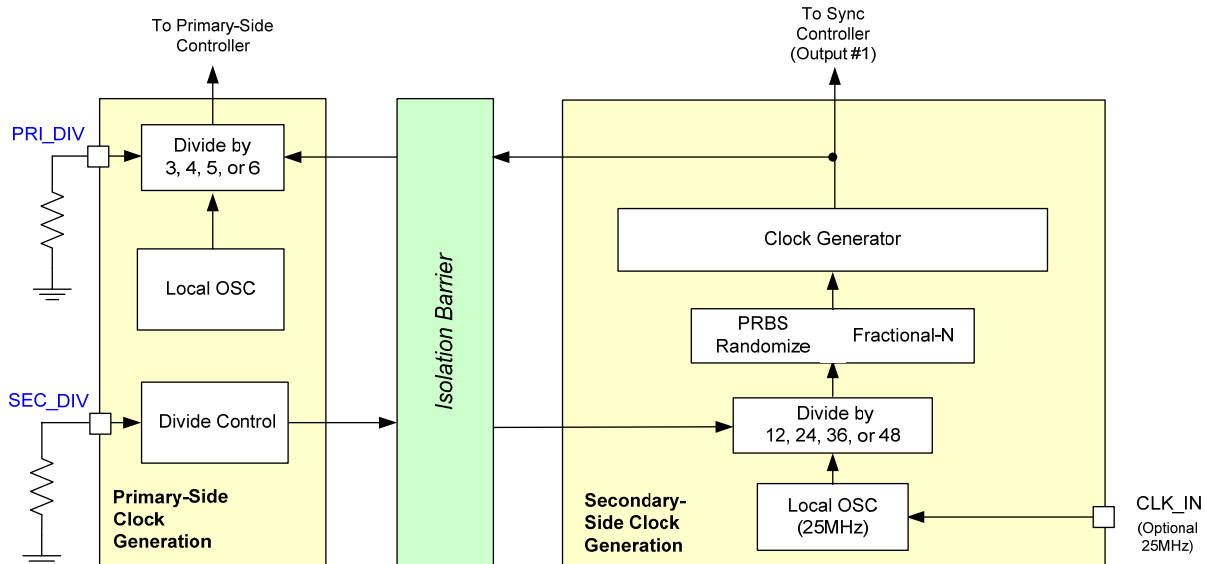 To Primary-Side
Controller
To Sync
Controller
(Output #1)
PRI_DIV
Divide by
3, 4, 5, or 6
Local OSC
Isolation Barrier
Clock Generator
PRBS
Randomize
Fractional-N
SEC_DIV
Divide Control
Divide by
12, 24, 36, or 48
Primary-Side
Clock
Generation
Secondary-
Side Clock
Generation
Local OSC
(25MHz)
CLK_IN
(Optional
25MHz)